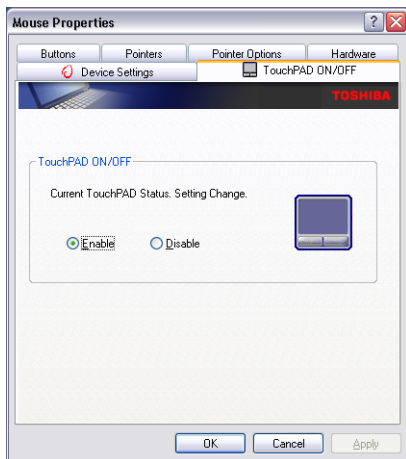 Mouse Properties
Buttons Pointers Pointer Options Hardware
Device Settings TouchPAD ON/OFF
TOSHIBA
TouchPAD ON/OFF
Current TouchPAD Status. Setting Change.
Enable Disable
OK Cancel Apply